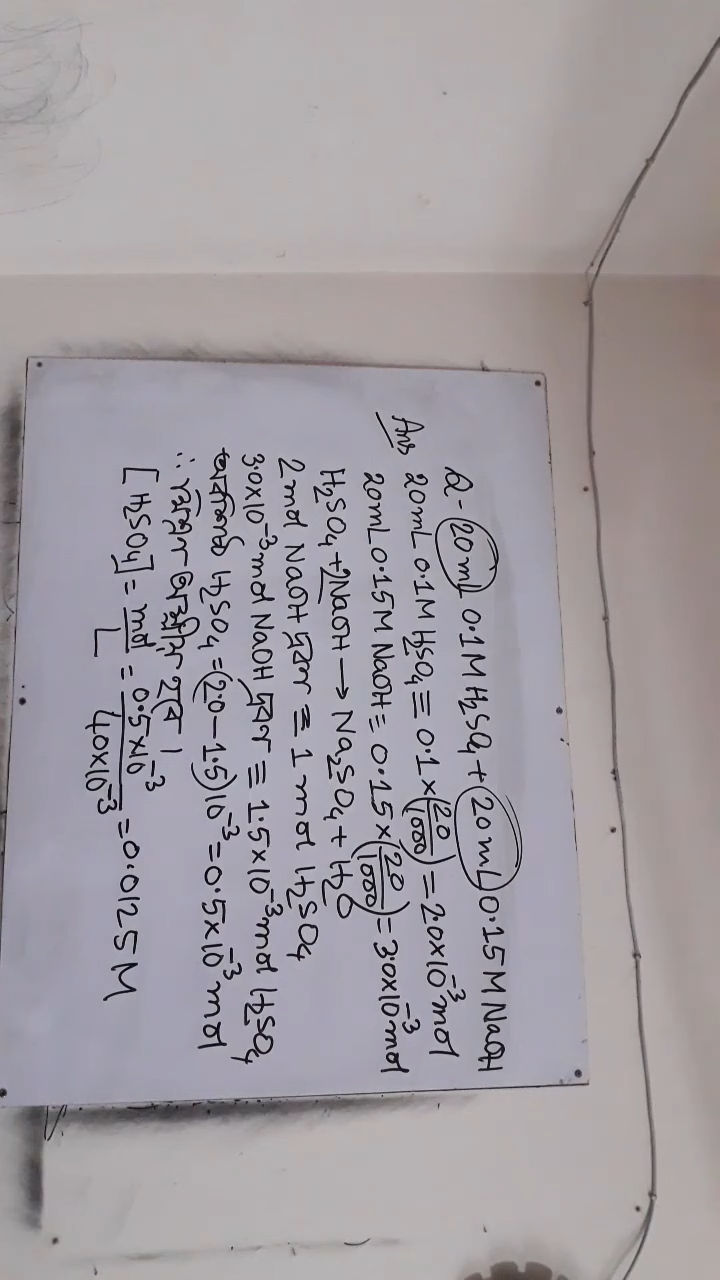 Q- 20mL 0.1M H₂SO₄ + 20mL 0.15M NaOH
Ans 20mL 0.1M H₂SO₄ ≡ 0.1×(20/1000) = 2.0×10⁻³ mol
20mL 0.15M NaOH ≡ 0.15×(20/1000) = 3.0×10⁻³ mol
H₂SO₄ + 2NaOH → Na₂SO₄ + H₂O
2 mol NaOH দ্রবণ ≡ 1 mol H₂SO₄
3.0×10⁻³ mol NaOH দ্রবণ ≡ 1.5×10⁻³ mol H₂SO₄
অবশিষ্ট H₂SO₄ = (2.0-1.5)10⁻³ = 0.5×10⁻³ mol
∴ মিশ্রণ অম্লীয় হবে।
[H₂SO₄] = mol/L = 0.5×10⁻³/40×10⁻³ = 0.0125 M